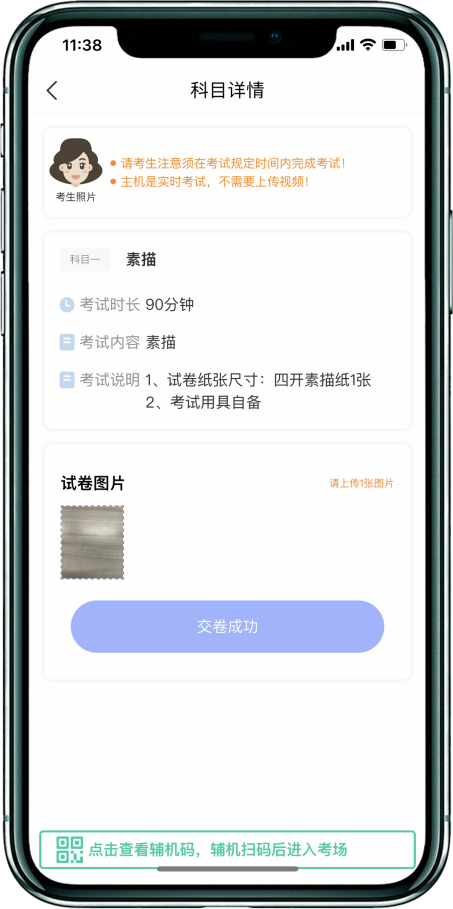 11:38
科目详情
请考生注意须在考试规定时间内完成考试！
主机是实时考试，不需要上传视频！
考生照片
科目一 素描
考试时长 90分钟
考试内容 素描
考试说明 1、试卷纸张尺寸：四开素描纸1张
2、考试用具自备
试卷图片 请上传1张图片
交卷成功
点击查看辅机码，辅机扫码后进入考场